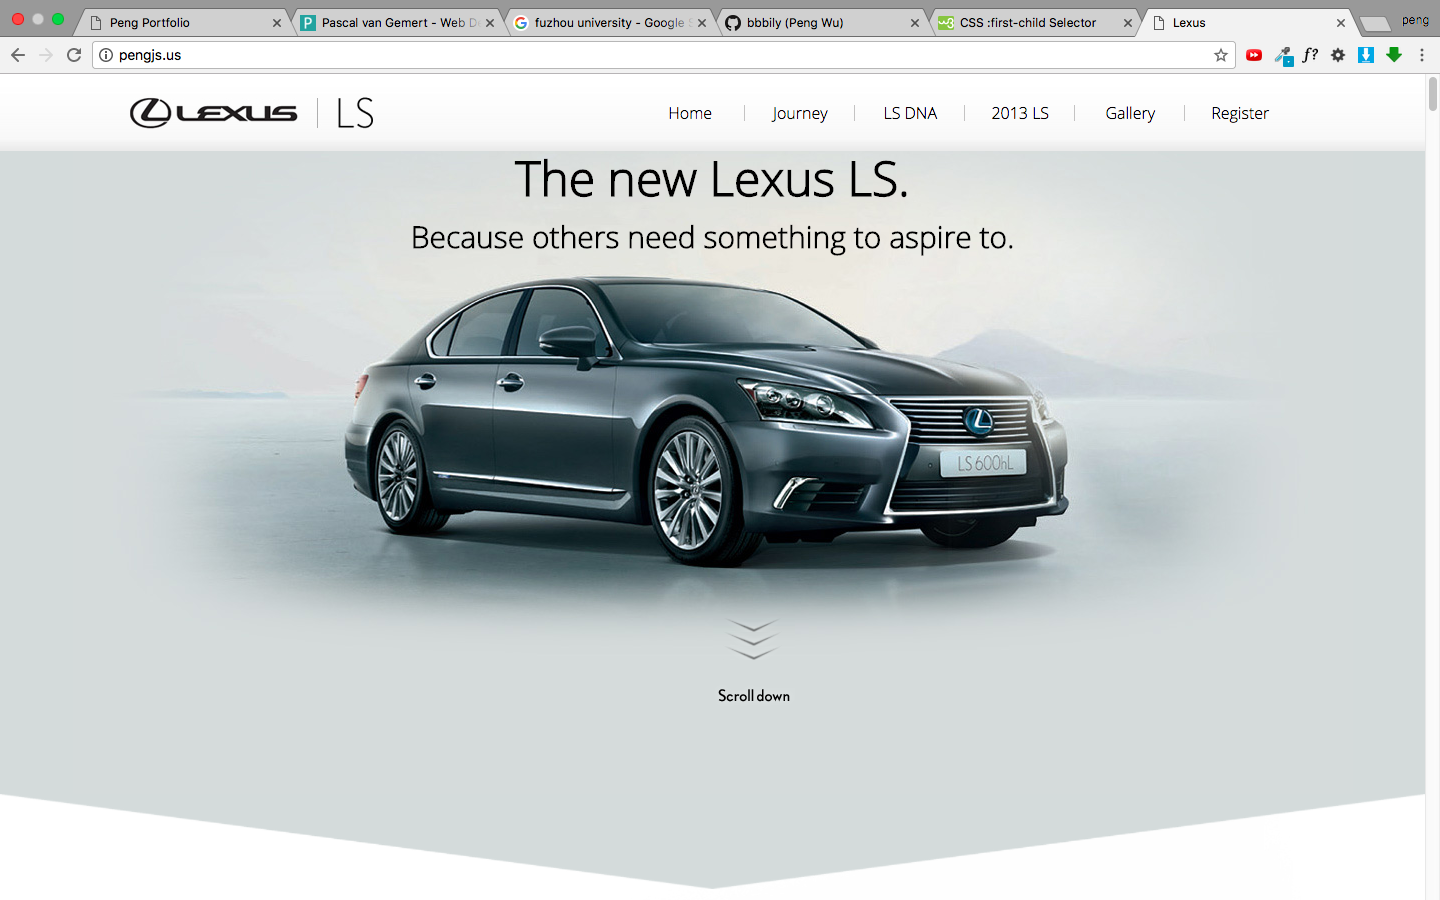 Peng Portfolio
Pascal van Gemert - Web De
fuzhou university - Google S
bbbily (Peng Wu)
CSS :first-child Selector
Lexus
peng
pengjs.us
f?
LEXUS LS
Home
Journey
LS DNA
2013 LS
Gallery
Register
The new Lexus LS.
Because others need something to aspire to.
LS 600hL
Scroll down